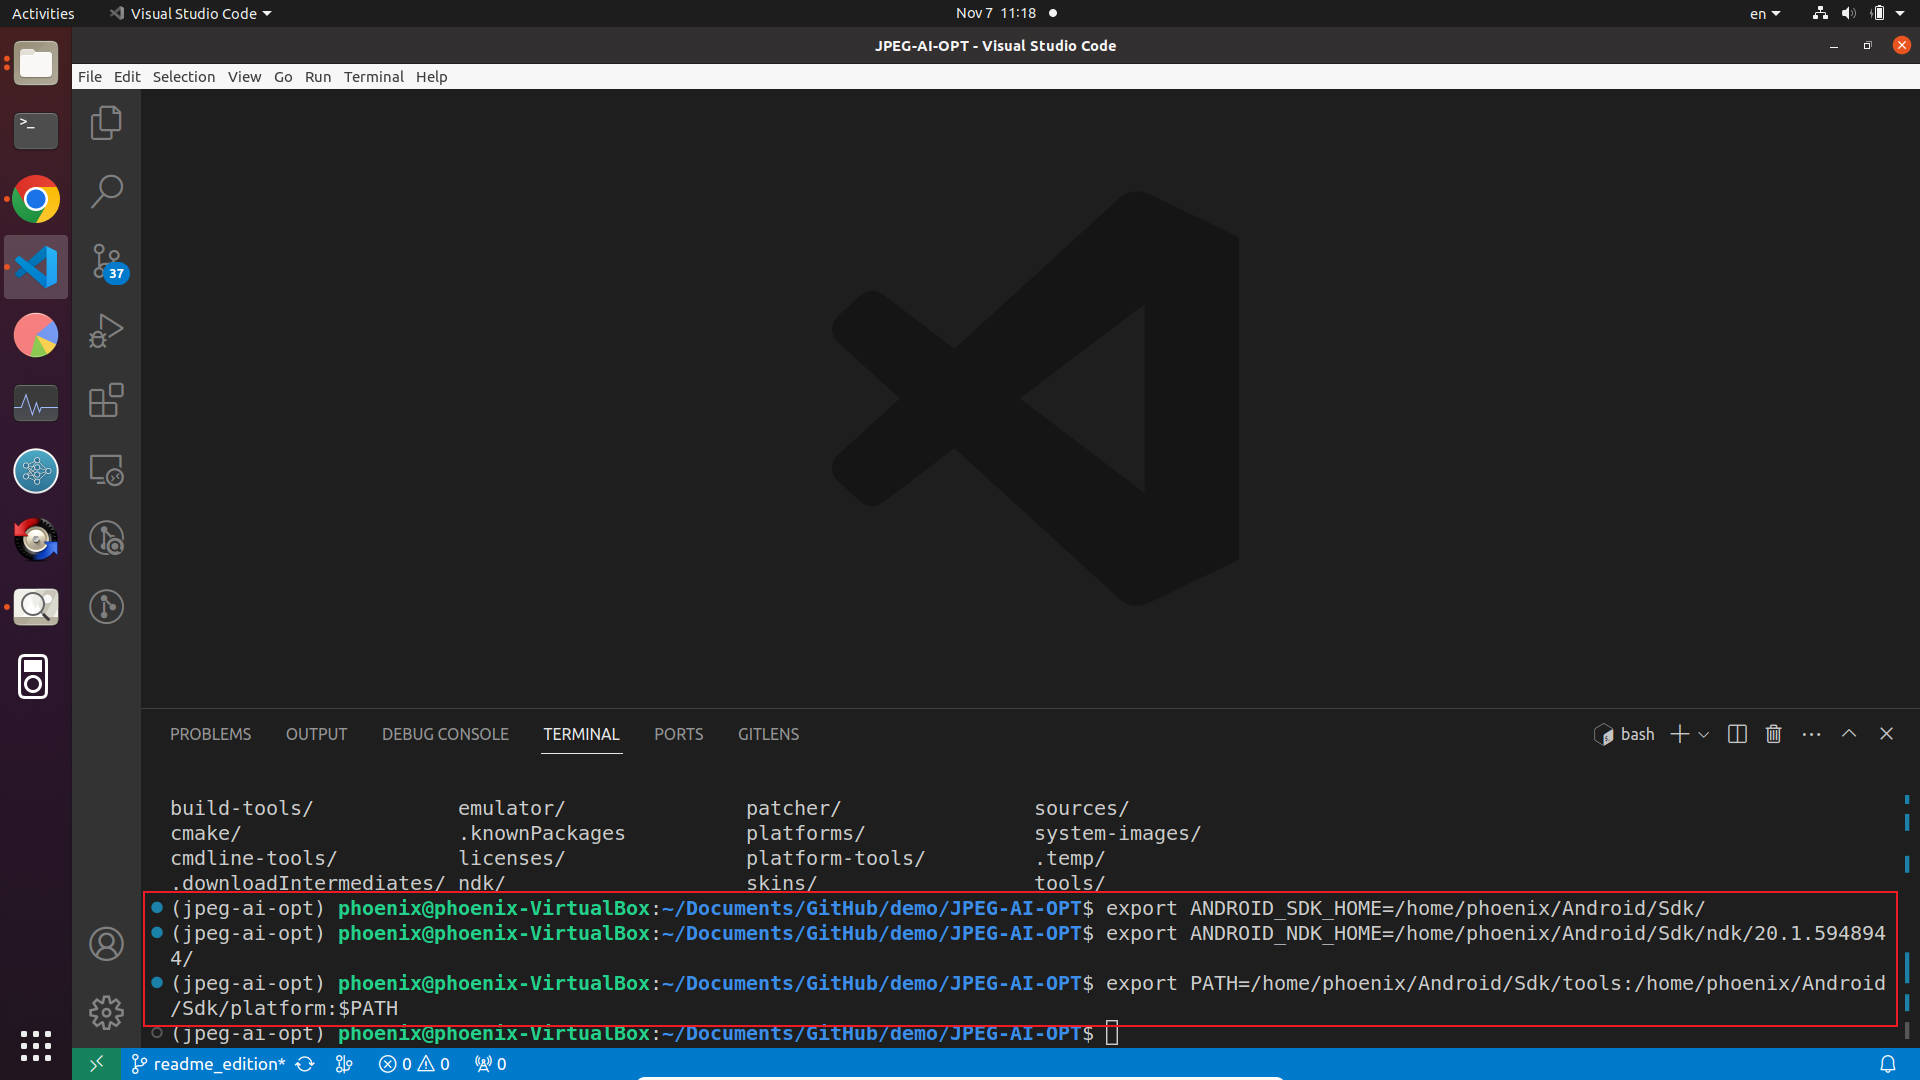 Activities Visual Studio Code Nov 7 11:18 en
JPEG-AI-OPT - Visual Studio Code
File Edit Selection View Go Run Terminal Help
>_
37
PROBLEMS OUTPUT DEBUG CONSOLE TERMINAL PORTS GITLENS bash
build-tools/ emulator/ patcher/ sources/
cmake/ .knownPackages platforms/ system-images/
cmdline-tools/ licenses/ platform-tools/ .temp/
.downloadIntermediates/ ndk/ skins/ tools/
(jpeg-ai-opt) phoenix@phoenix-VirtualBox:~/Documents/GitHub/demo/JPEG-AI-OPT$ export ANDROID_SDK_HOME=/home/phoenix/Android/Sdk/
(jpeg-ai-opt) phoenix@phoenix-VirtualBox:~/Documents/GitHub/demo/JPEG-AI-OPT$ export ANDROID_NDK_HOME=/home/phoenix/Android/Sdk/ndk/20.1.594894
4/
(jpeg-ai-opt) phoenix@phoenix-VirtualBox:~/Documents/GitHub/demo/JPEG-AI-OPT$ export PATH=/home/phoenix/Android/Sdk/tools:/home/phoenix/Android
/Sdk/platform:$PATH
(jpeg-ai-opt) phoenix@phoenix-VirtualBox:~/Documents/GitHub/demo/JPEG-AI-OPT$
readme_edition* 0 0 0